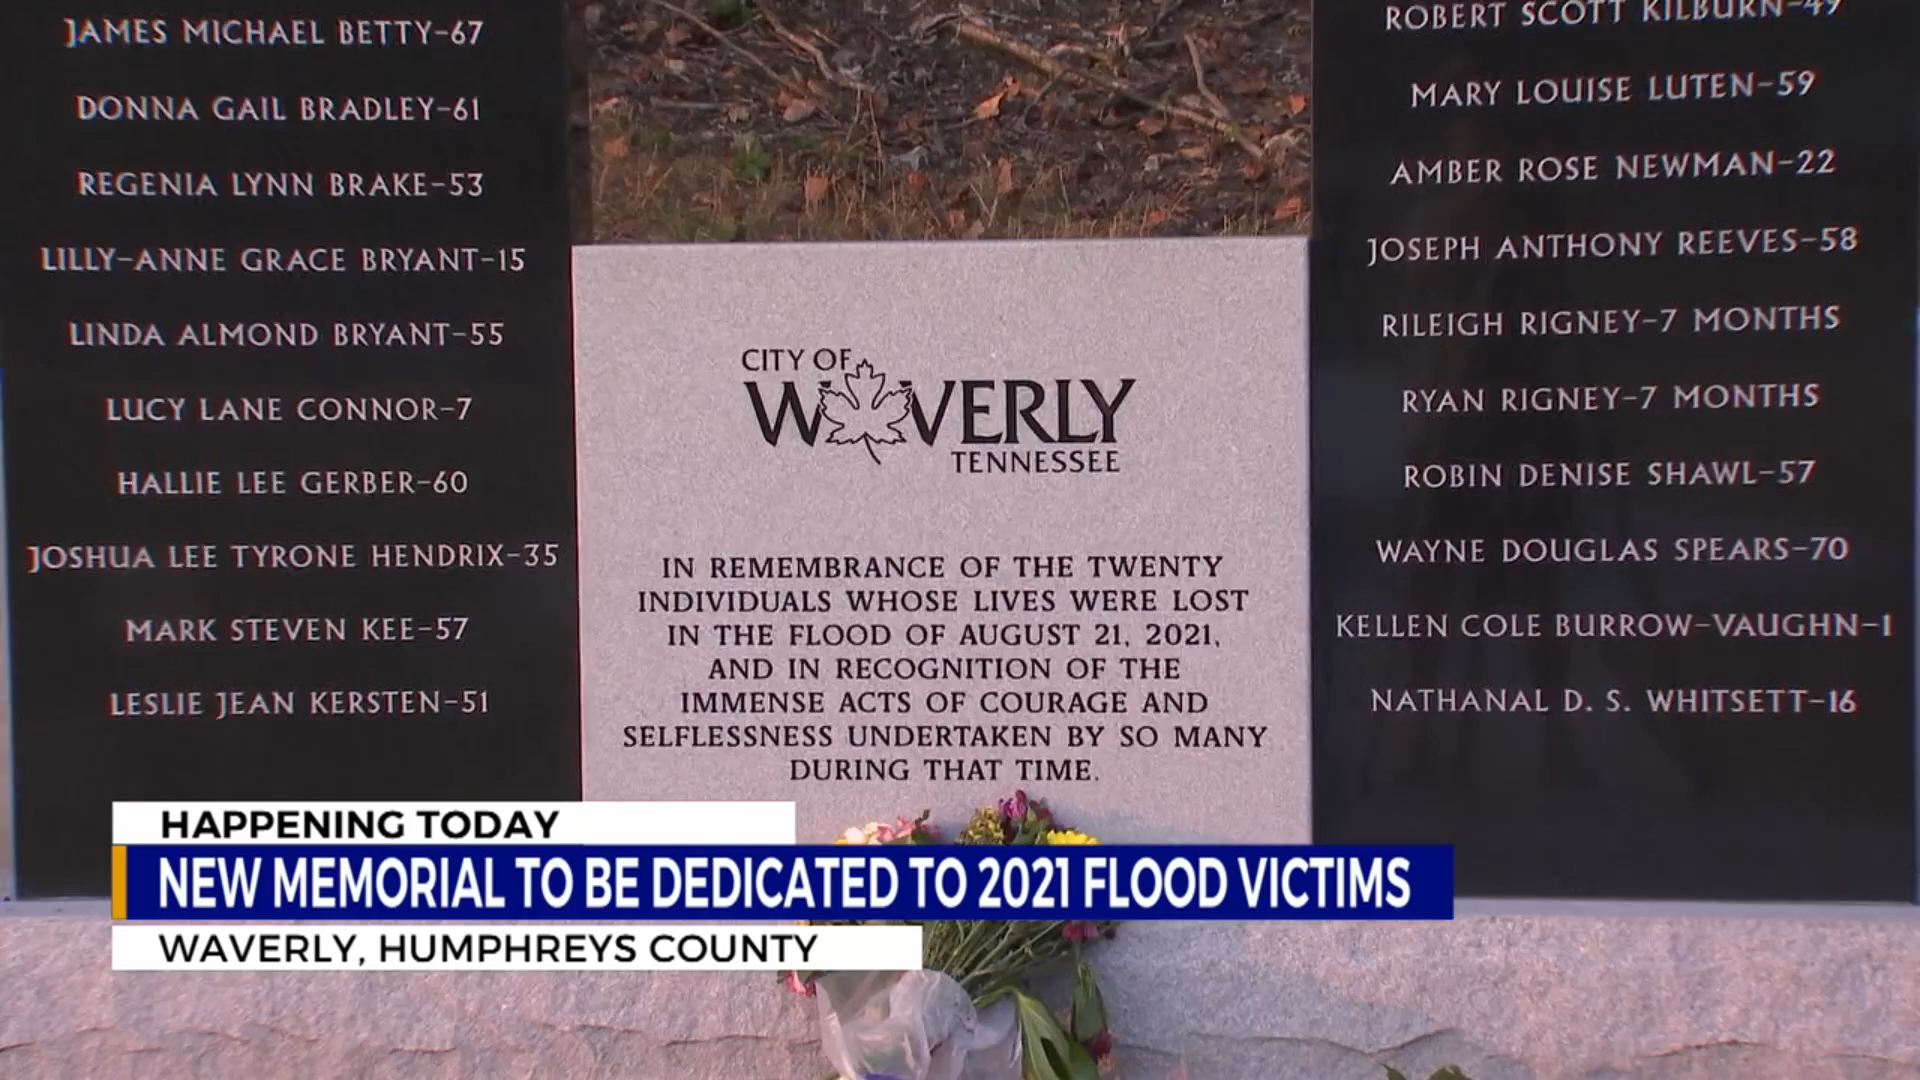 JAMES MICHAEL BETTY-67
DONNA GAIL BRADLEY-61
REGENIA LYNN BRAKE-53
LILLY-ANNE GRACE BRYANT-15
LINDA ALMOND BRYANT-55
LUCY LANE CONNOR-7
HALLIE LEE GERBER-60
JOSHUA LEE TYRONE HENDRIX-35
MARK STEVEN KEE-57
LESLIE JEAN KERSTEN-51
CITY OF
WAVERLY
TENNESSEE
IN REMEMBRANCE OF THE TWENTY
INDIVIDUALS WHOSE LIVES WERE LOST
IN THE FLOOD OF AUGUST 21, 2021,
AND IN RECOGNITION OF THE
IMMENSE ACTS OF COURAGE AND
SELFLESSNESS UNDERTAKEN BY SO MANY
DURING THAT TIME.
ROBERT SCOTT KILBURN-49
MARY LOUISE LUTEN-59
AMBER ROSE NEWMAN-22
JOSEPH ANTHONY REEVES-58
RILEIGH RIGNEY-7 MONTHS
RYAN RIGNEY-7 MONTHS
ROBIN DENISE SHAWL-57
WAYNE DOUGLAS SPEARS-70
KELLEN COLE BURROW-VAUGHN-1
NATHANAL D. S. WHITSETT-16
HAPPENING TODAY
NEW MEMORIAL TO BE DEDICATED TO 2021 FLOOD VICTIMS
WAVERLY, HUMPHREYS COUNTY